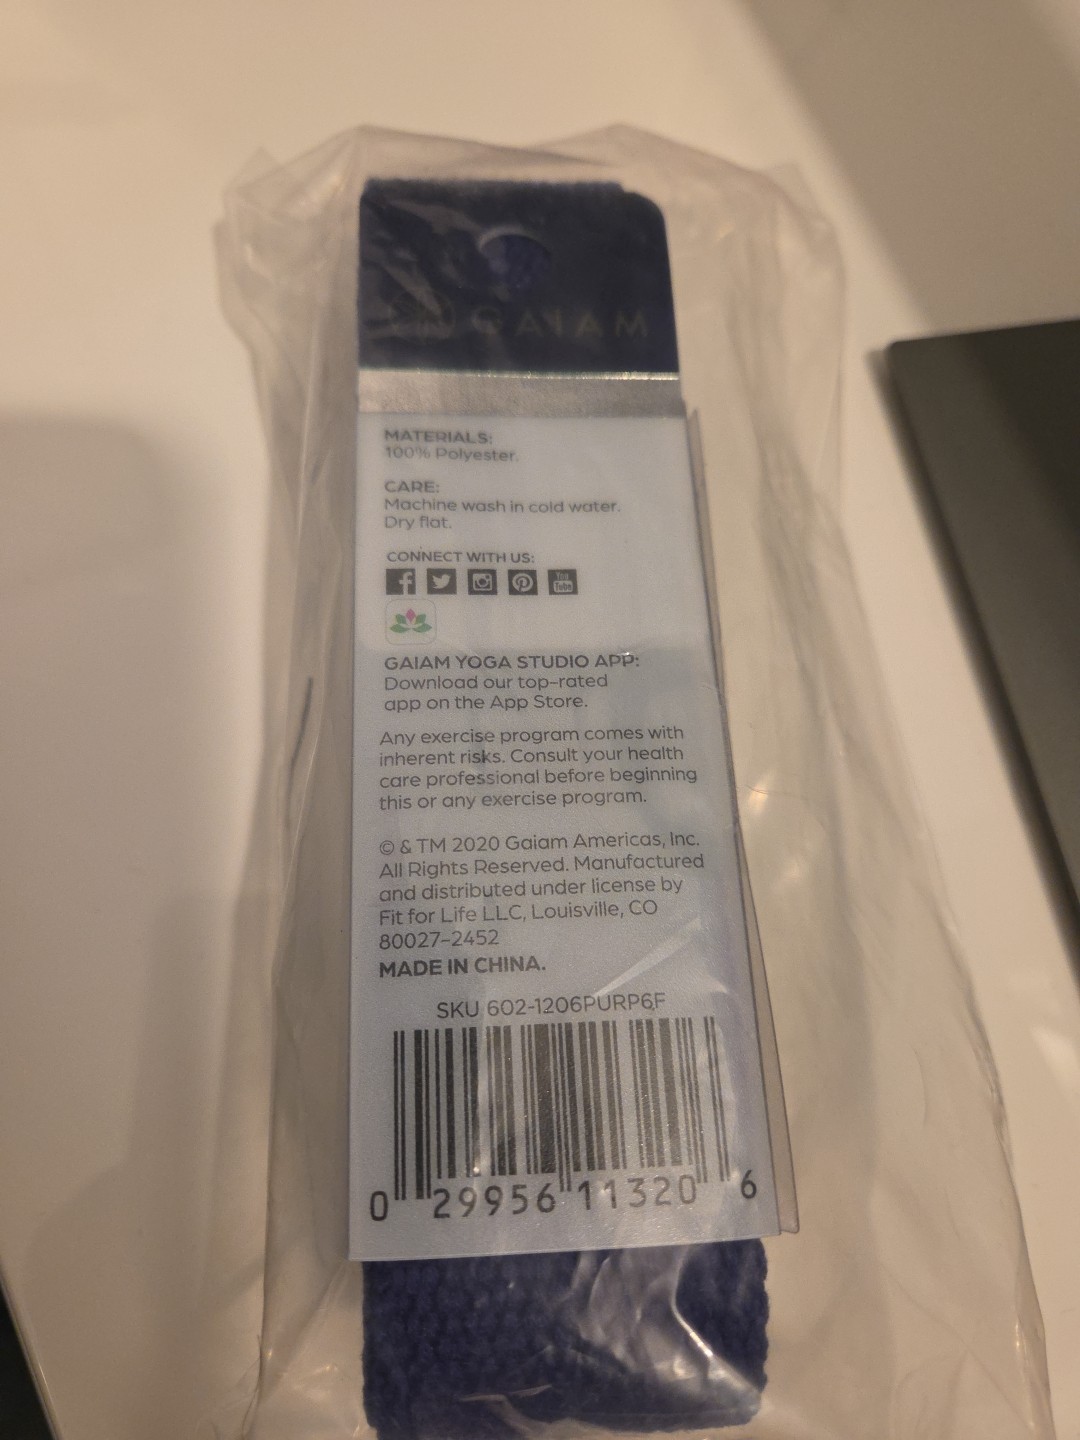 GAIAM
MATERIALS:
100% Polyester.
CARE:
Machine wash in cold water.
Dry flat.
CONNECT WITH US:
You Tube
GAIAM YOGA STUDIO APP:
Download our top-rated
app on the App Store.
Any exercise program comes with
inherent risks. Consult your health
care professional before beginning
this or any exercise program.
© & TM 2020 Gaiam Americas, Inc.
All Rights Reserved. Manufactured
and distributed under license by
Fit for Life LLC, Louisville, CO
80027-2452
MADE IN CHINA.
SKU 602-1206PURP6F
0 29956 11320 6